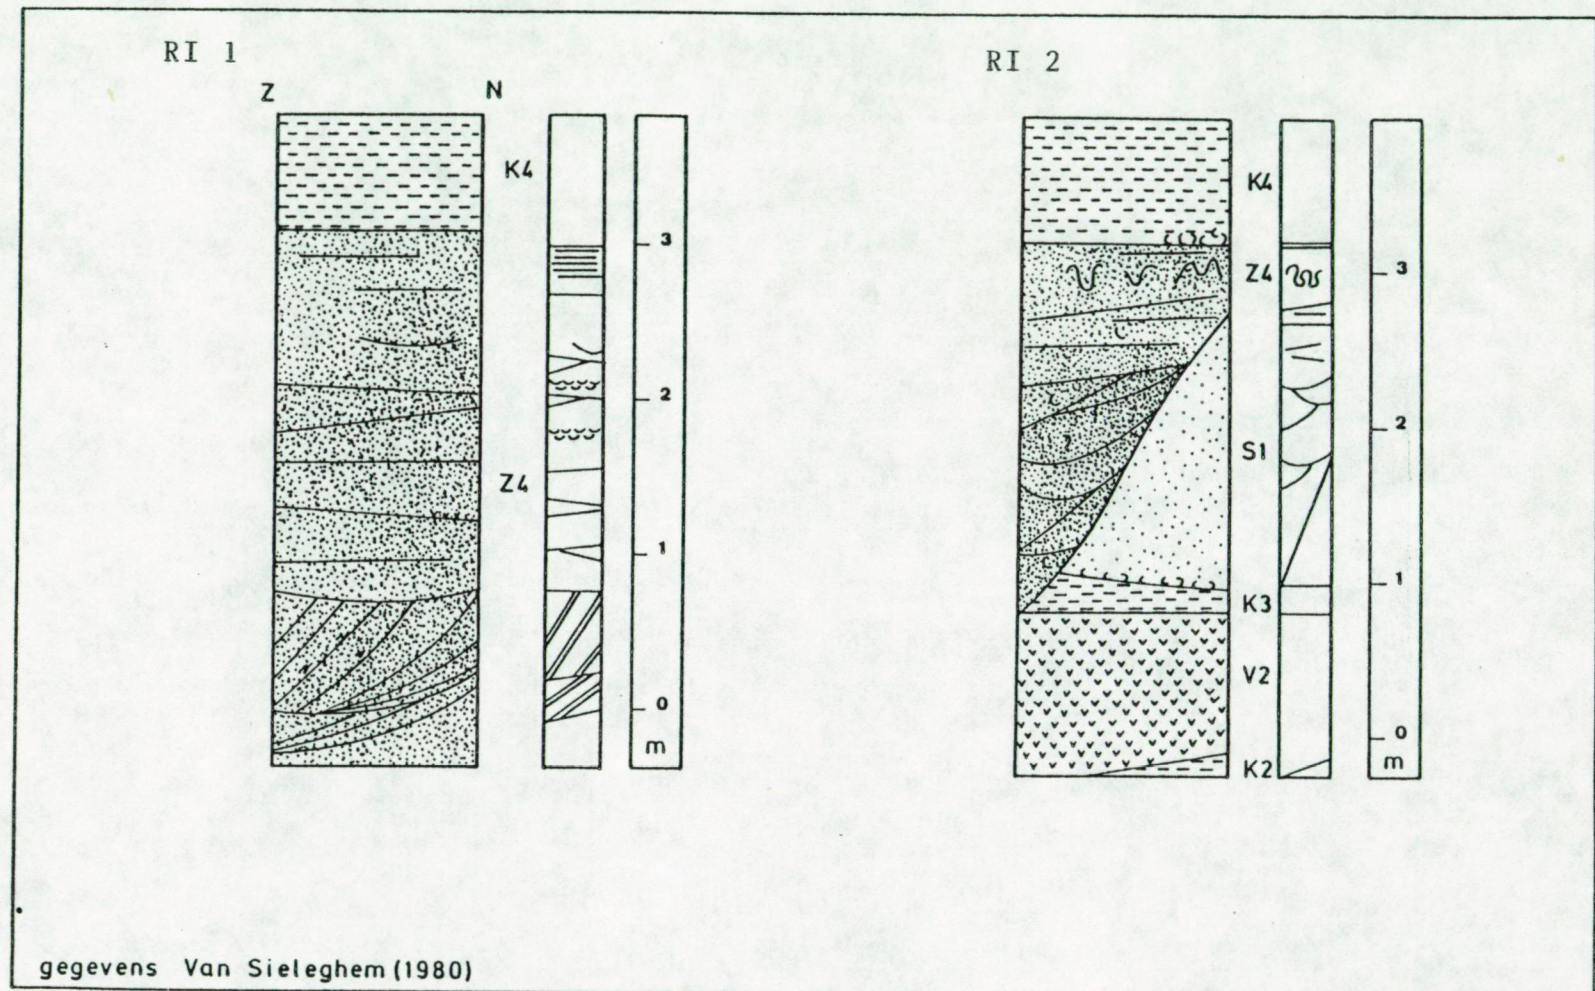 RI 1
Z N
K4
Z4
3
2
1
0
m
RI 2
K4
Z4
S1
K3
V2
K2
3
2
1
0
m
gegevens Van Sieleghem (1980)